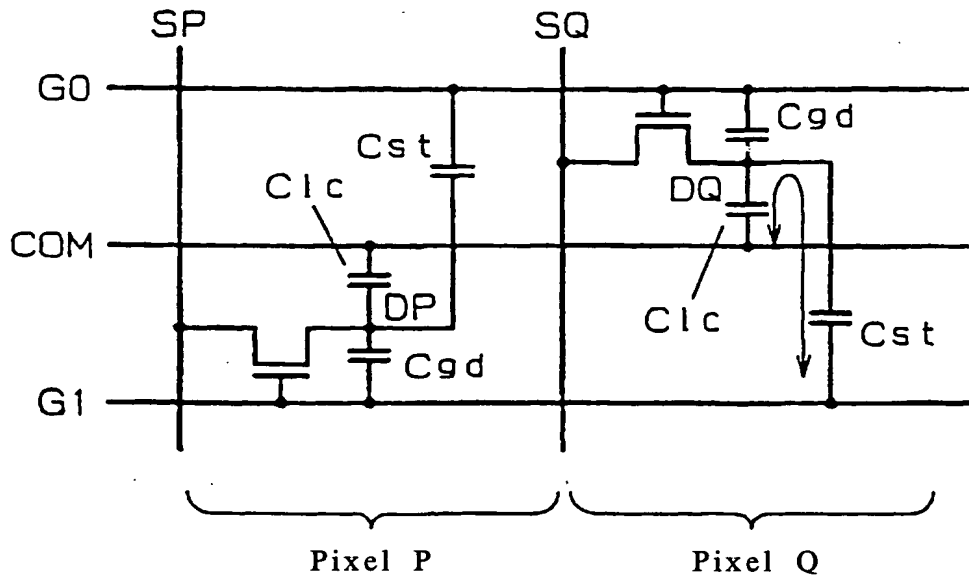 SP SQ
G0
Cgd
Cst
Clc
DQ
COM
DP
Clc
Cst
Cgd
G1
Pixel P Pixel Q